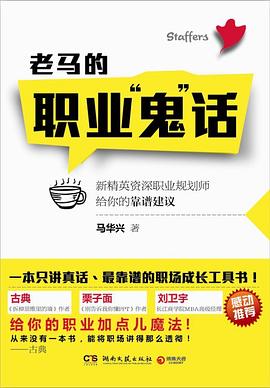 Staffers
老马的
职业“鬼”话
新精英资深职业规划师
给你的靠谱建议
马华兴 著
一本只讲真话、最靠谱的职场成长工具书！
古典 栗子面 刘卫宇
《拆掉思维里的墙》作者 《别告诉我你懂PPT》作者 长江商学院MBA高级经理
感动推荐
给你的职业加点儿魔法！
从来没有一本书，能将职场讲得那么透彻！
——古典
湖南文艺出版社 博集天卷